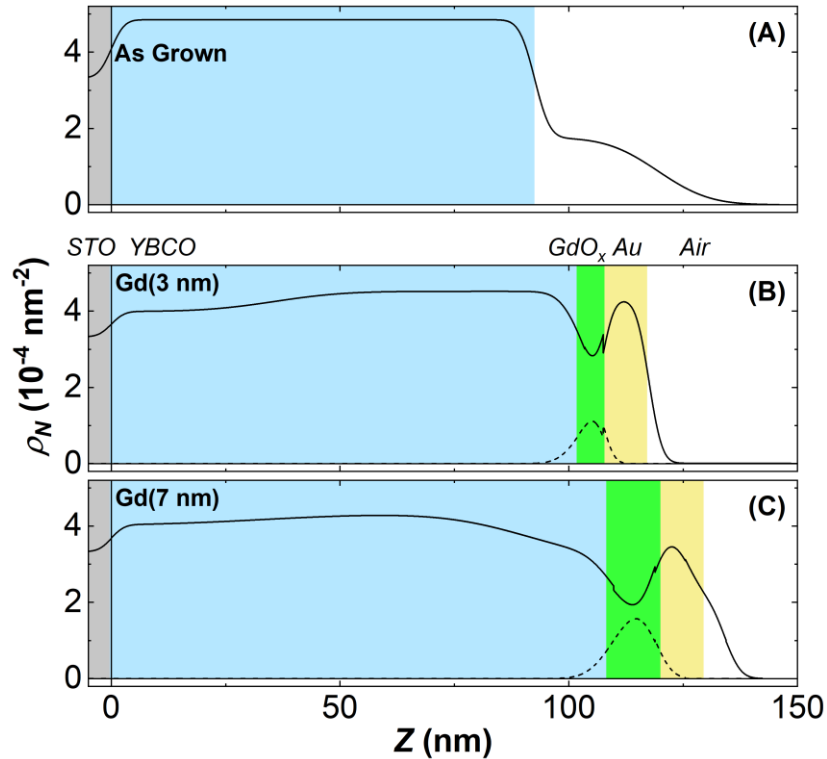 (A)
As Grown
4
2
0
STO YBCO GdOₓ Au Air
Gd(3 nm)
(B)
4
2
0
ρN (10⁻⁴ nm⁻²)
Gd(7 nm)
(C)
4
2
0
0 50 100 150
Z (nm)